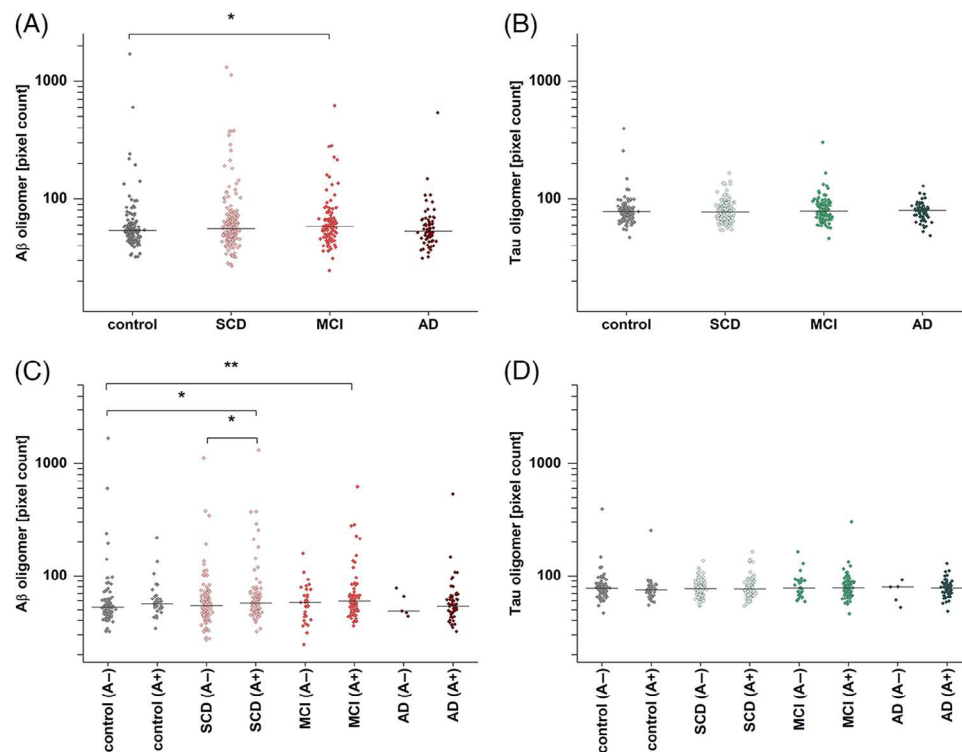 (A)
*
Aβ oligomer [pixel count]
1000
100
control SCD MCI AD
(B)
Tau oligomer [pixel count]
1000
100
control SCD MCI AD
(C)
**
*
*
Aβ oligomer [pixel count]
1000
100
control (A−) control (A+) SCD (A−) SCD (A+) MCI (A−) MCI (A+) AD (A−) AD (A+)
(D)
Tau oligomer [pixel count]
1000
100
control (A−) control (A+) SCD (A−) SCD (A+) MCI (A−) MCI (A+) AD (A−) AD (A+)